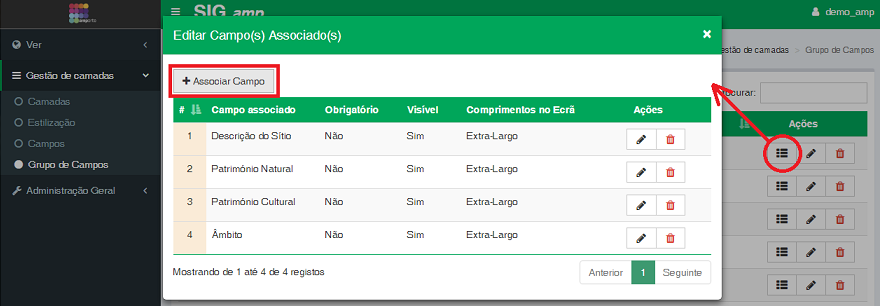 SIG amp
demo_amp
Ver
Gestão de camadas
Camadas
Estilização
Campos
Grupo de Campos
Administração Geral
Editar Campo(s) Associado(s)
×
+ Associar Campo
# Campo associado Obrigatório Visível Comprimentos no Ecrã Ações
1 Descrição do Sítio Não Sim Extra-Largo
2 Património Natural Não Sim Extra-Largo
3 Património Cultural Não Sim Extra-Largo
4 Âmbito Não Sim Extra-Largo
Mostrando de 1 até 4 de 4 registos
Anterior 1 Seguinte
estão de camadas > Grupo de Campos
ocurar:
Ações